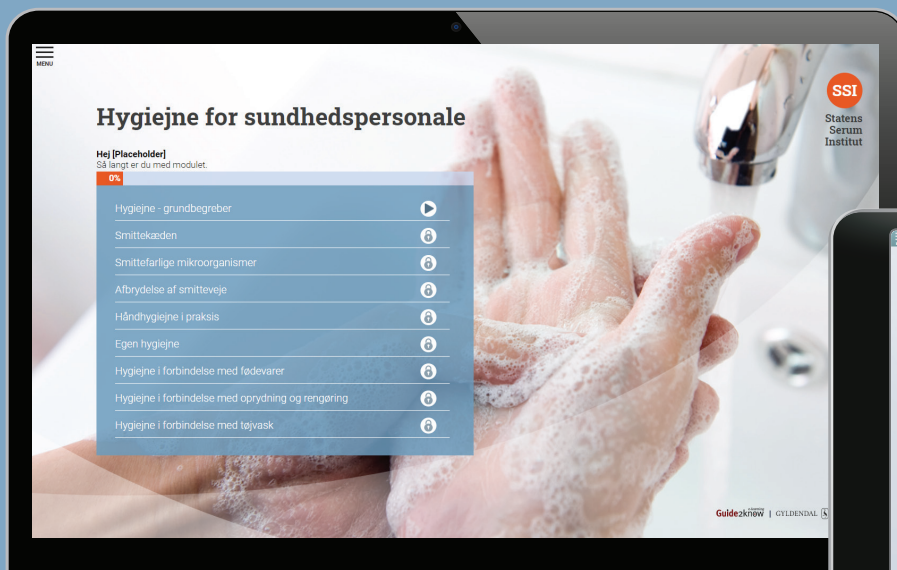 MENU
SSI
Statens
Serum
Institut
Hygiejne for sundhedspersonale
Hej [Placeholder]
Så langt er du med modulet.
0%
Hygiejne - grundbegreber
Smittekæden
Smittefarlige mikroorganismer
Afbrydelse af smitteveje
Håndhygiejne i praksis
Egen hygiejne
Hygiejne i forbindelse med fødevarer
Hygiejne i forbindelse med oprydning og rengøring
Hygiejne i forbindelse med tøjvask
Guide2know | GYLDENDAL